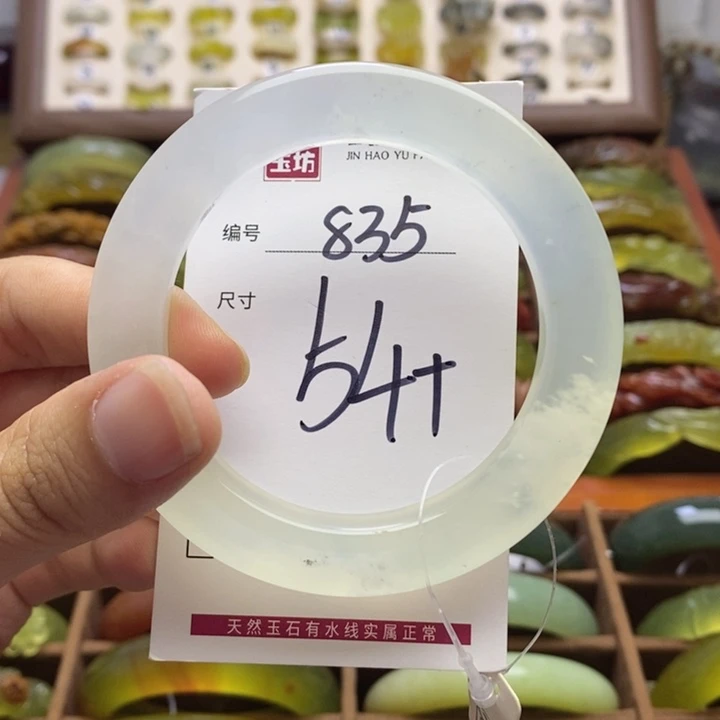 玉坊
JIN HAO YU FA
编号 835
尺寸 54+
天然玉石有水线实属正常